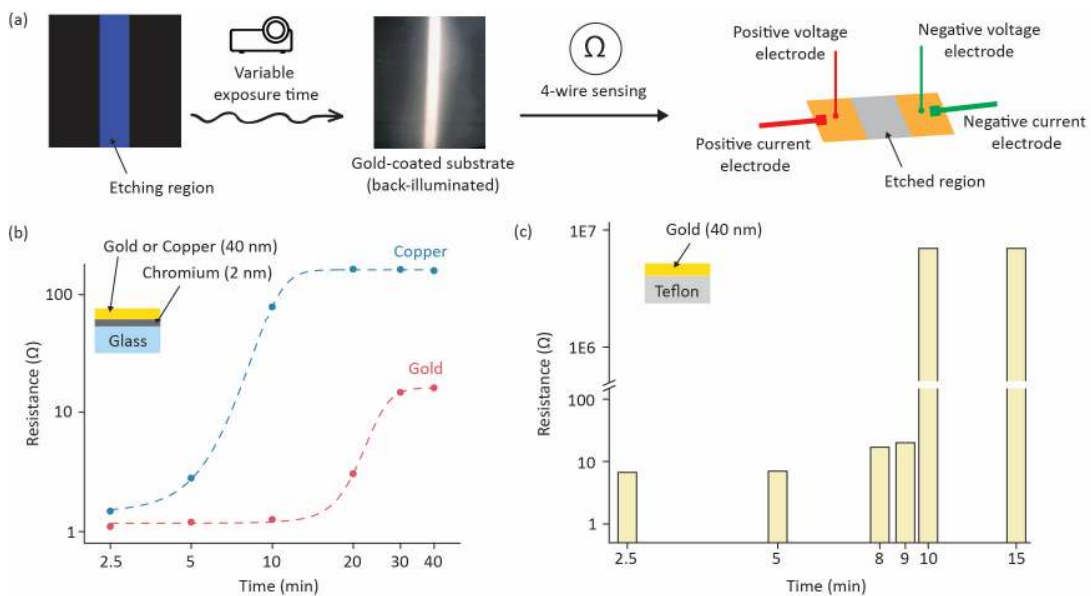 (a)
Variable
exposure time
Etching region
Gold-coated substrate
(back-illuminated)
Ω
4-wire sensing
Positive voltage
electrode
Negative voltage
electrode
Positive current
electrode
Negative current
electrode
Etched region
(b)
Gold or Copper (40 nm)
Chromium (2 nm)
Glass
Copper
Gold
Resistance (Ω)
100
10
1
2.5 5 10 20 30 40
Time (min)
(c)
Gold (40 nm)
Teflon
Resistance (Ω)
1E7
1E6
100
10
1
2.5 5 8 9 10 15
Time (min)